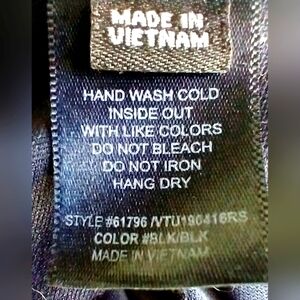 MADE IN
VIETNAM
HAND WASH COLD
INSIDE OUT
WITH LIKE COLORS
DO NOT BLEACH
DO NOT IRON
HANG DRY
STYLE #61796 /VTU190416RS
COLOR #BLK/BLK
MADE IN VIETNAM